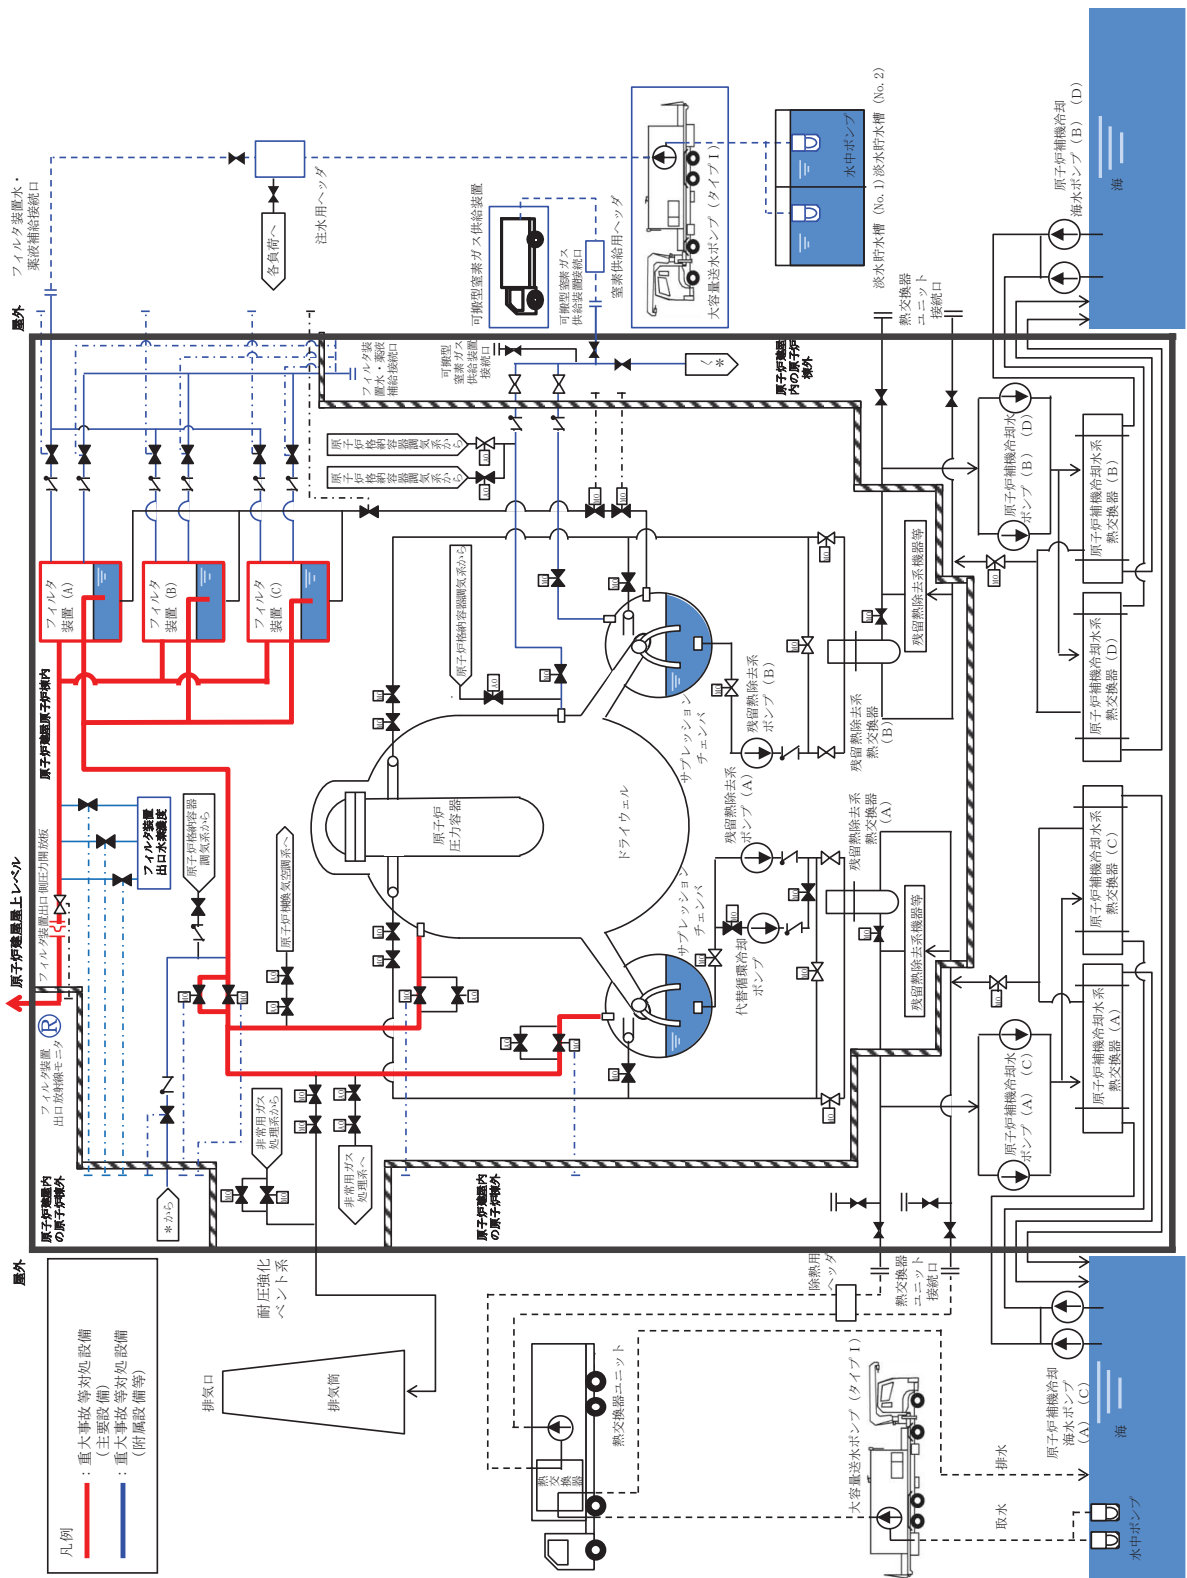 屋外
凡例
：重大事故等対処設備
（主要設備）
：重大事故等対処設備
（附属設備等）
排気口
排気筒
耐圧強化
ベント系
原子炉建屋内
の原子炉棟外
＊から
非常用ガス
処理系から
非常用ガス
処理系へ
原子炉建屋内
の原子炉棟外
原子炉建屋屋上レベル
フィルタ装置
出口放射線モニタ
フィルタ装置出口側圧力開放板
フィルタ装置
出口水素濃度
原子炉格納容器
調気系から
原子炉棟換気空調系へ
原子炉建屋原子炉棟内
フィルタ
装置（A）
フィルタ
装置（B）
フィルタ
装置（C）
屋外
フィルタ装置水・
薬液補給接続口
注水用ヘッダ
各負荷へ
フィルタ装
置水・薬液
補給接続口
可搬型
窒素ガス
供給装置
接続口
可搬型窒素ガス供給装置
可搬型窒素ガス
供給装置接続口
窒素供給用ヘッダ
大容量送水ポンプ（タイプⅠ）
水中ポンプ
淡水貯水槽（No.1）
淡水貯水槽（No.2）
＊へ
原子炉建屋
内の原子炉
棟外
原子炉格納容器調気系から
原子炉格納容器調気系から
原子炉格納容器調気系から
原子炉
圧力容器
ドライウェル
サプレッション
チェンバ
サプレッション
チェンバ
残留熱除去系
ポンプ（B）
残留熱除去系
ポンプ（A）
代替循環冷却
ポンプ
残留熱除去系
熱交換器
（B）
残留熱除去系
熱交換器
（A）
残留熱除去系機器等
残留熱除去系機器等
熱交換器
ユニット
接続口
原子炉補機冷却水
ポンプ（B）（D）
原子炉補機冷却水系
熱交換器（B）
原子炉補機冷却水系
熱交換器（D）
原子炉補機冷却水系
熱交換器（C）
原子炉補機冷却水系
熱交換器（A）
原子炉補機冷却水
ポンプ（A）（C）
原子炉補機冷却
海水ポンプ（B）（D）
海
除熱用
ヘッダ
熱交換器
ユニット
接続口
熱交換器ユニット
熱交換器
大容量送水ポンプ（タイプⅠ）
排水
取水
水中ポンプ
原子炉補機冷却
海水ポンプ
（A）（C）
海
R
MO
AO